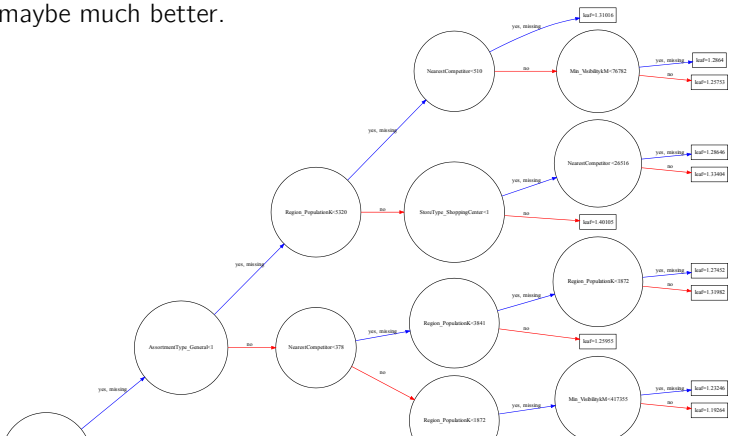 maybe much better.
leaf=1.31016
yes, missing
NearestCompetitor<510
no
Min_VisibilitykM<76782
yes, missing
leaf=1.2864
no
leaf=1.25753
yes, missing
yes, missing
NearestCompetitor<26516
yes, missing
leaf=1.28646
no
leaf=1.33404
Region_PopulationK<5320
no
StoreType_ShoppingCenter<1
no
leaf=1.40105
yes, missing
yes, missing
Region_PopulationK<1872
yes, missing
leaf=1.27452
no
leaf=1.31982
AssortmentType_General<1
no
NearestCompetitor<378
yes, missing
Region_PopulationK<3841
no
leaf=1.25955
no
yes, missing
Region_PopulationK<1872
yes, missing
Min_VisibilitykM<417355
yes, missing
leaf=1.23246
no
leaf=1.19264